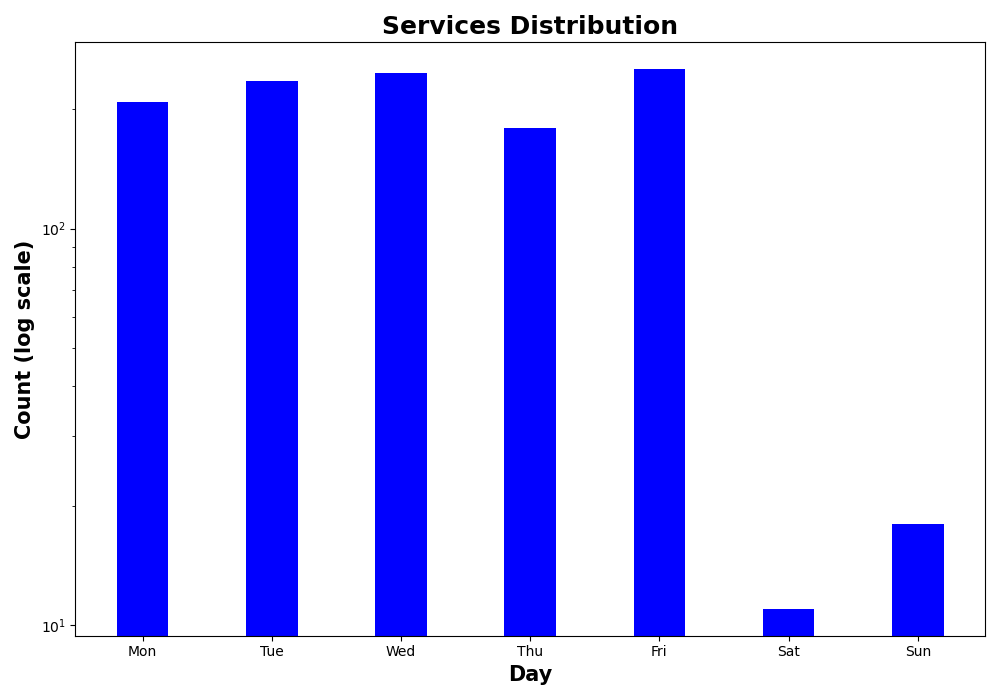 Services Distribution
Count (log scale)
10²
10¹
Mon Tue Wed Thu Fri Sat Sun
Day